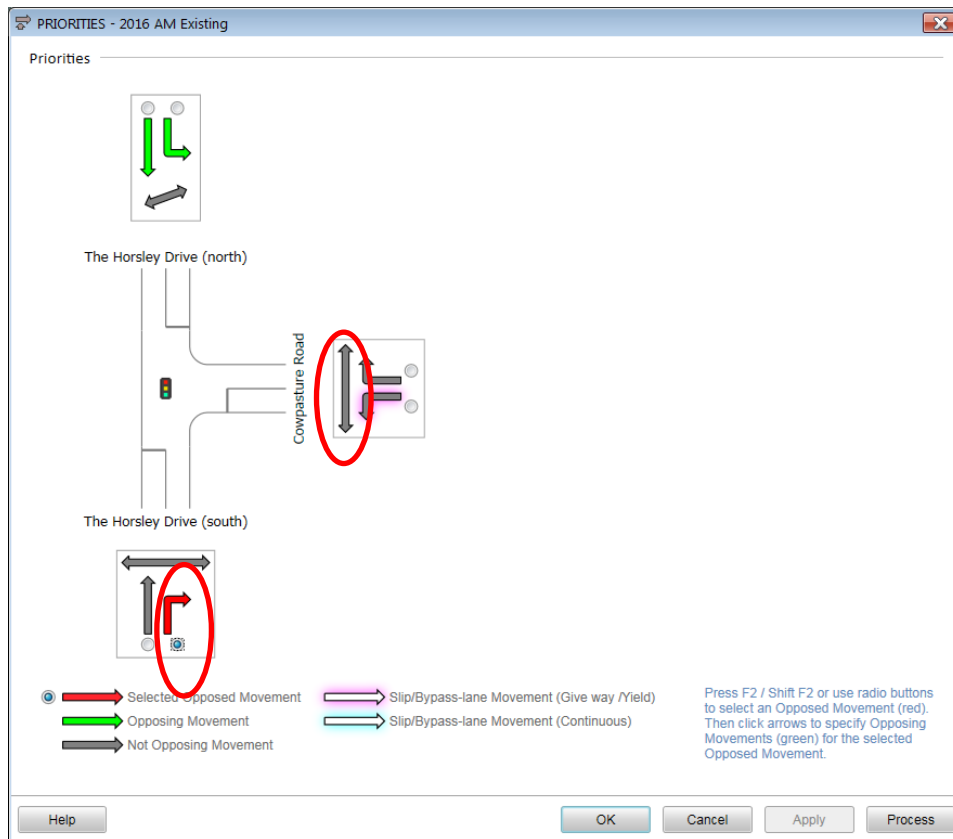 PRIORITIES - 2016 AM Existing
Priorities
The Horsley Drive (north)
Cowpasture Road
The Horsley Drive (south)
Selected Opposed Movement
Opposing Movement
Not Opposing Movement
Slip/Bypass-lane Movement (Give way /Yield)
Slip/Bypass-lane Movement (Continuous)
Press F2 / Shift F2 or use radio buttons
to select an Opposed Movement (red).
Then click arrows to specify Opposing
Movements (green) for the selected
Opposed Movement.
Help
OK
Cancel
Apply
Process